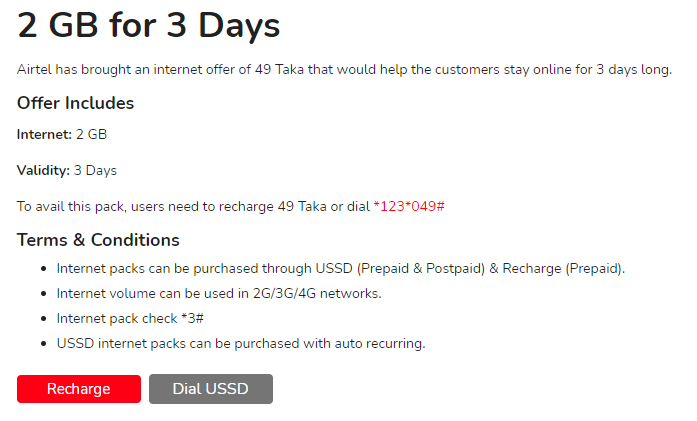 2 GB for 3 Days
Airtel has brought an internet offer of 49 Taka that would help the customers stay online for 3 days long.
Offer Includes
Internet: 2 GB
Validity: 3 Days
To avail this pack, users need to recharge 49 Taka or dial *123*049#
Terms & Conditions
• Internet packs can be purchased through USSD (Prepaid & Postpaid) & Recharge (Prepaid).
• Internet volume can be used in 2G/3G/4G networks.
• Internet pack check *3#
• USSD internet packs can be purchased with auto recurring.
Recharge Dial USSD